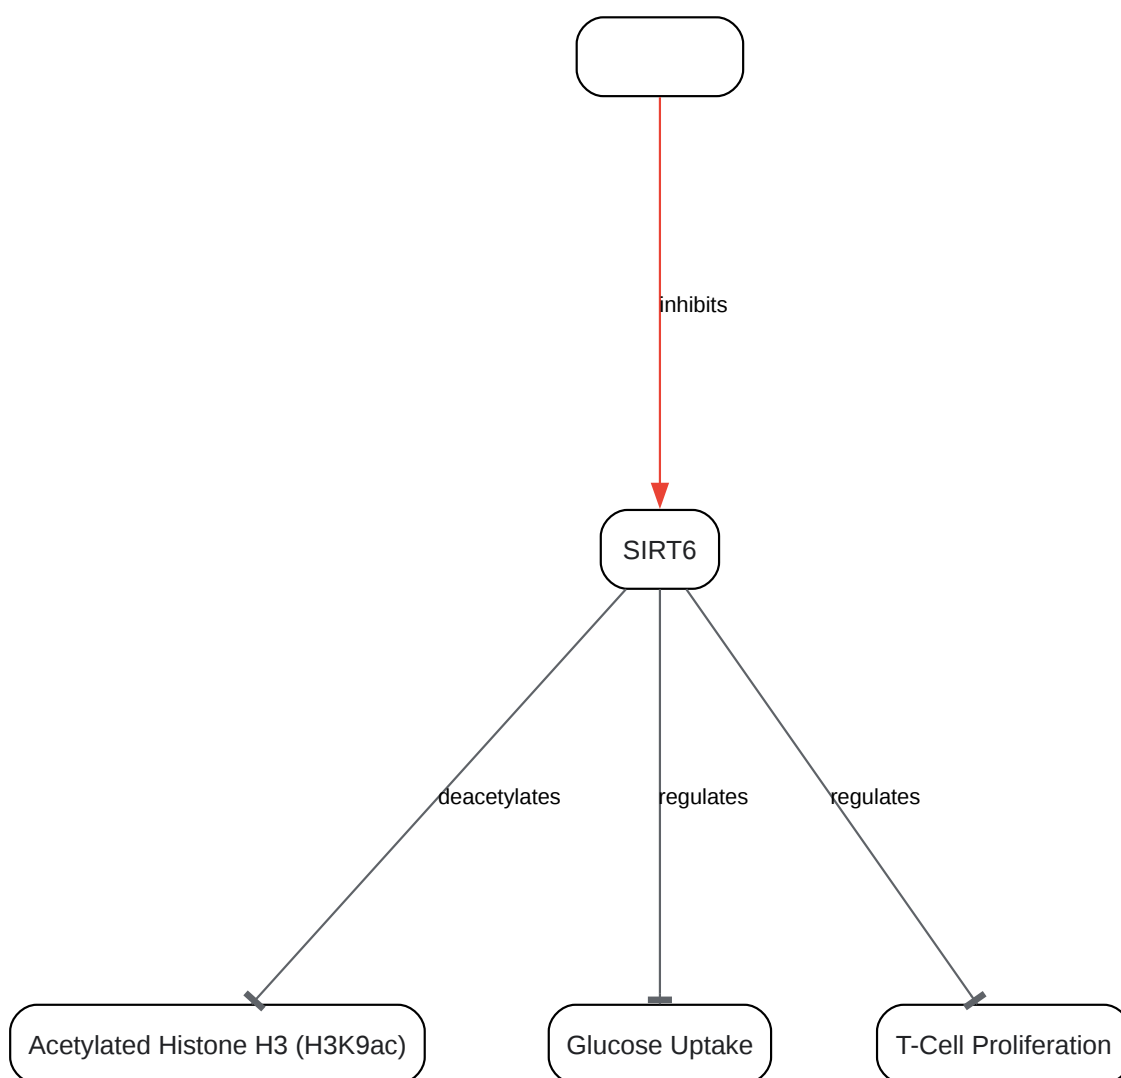 inhibits
SIRT6
deacetylates
regulates
regulates
Acetylated Histone H3 (H3K9ac)
Glucose Uptake
T-Cell Proliferation